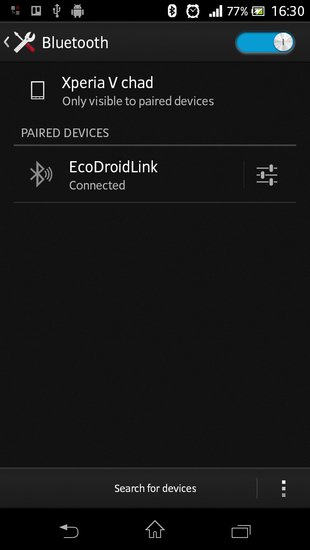 77% 16:30
Bluetooth
Xperia V chad
Only visible to paired devices
PAIRED DEVICES
EcoDroidLink
Connected
Search for devices